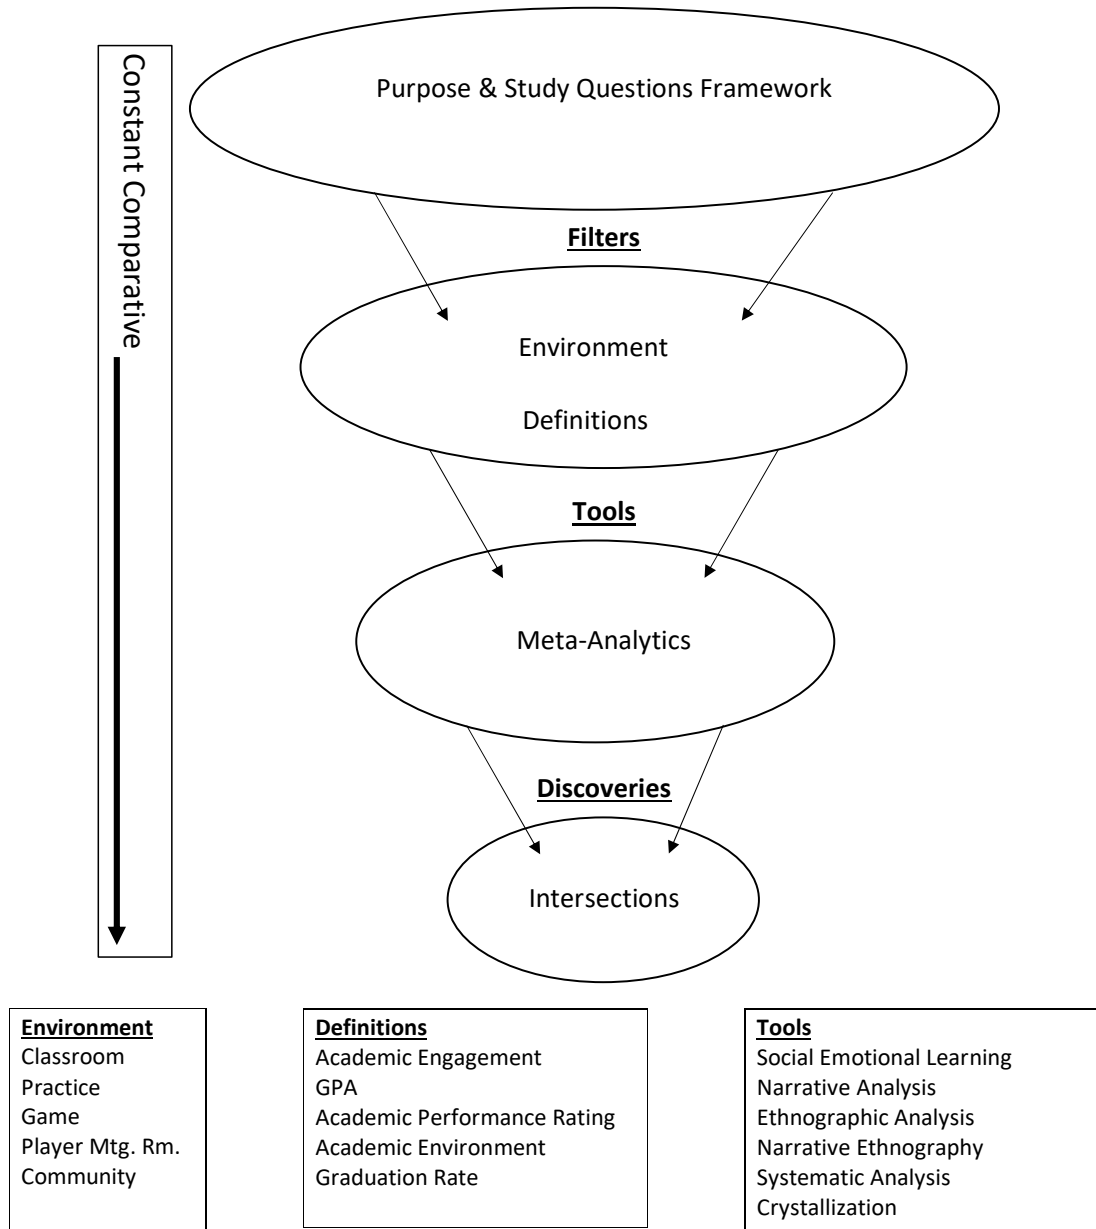 Constant Comparative
Purpose & Study Questions Framework
Filters
Environment
Definitions
Tools
Meta-Analytics
Discoveries
Intersections
Environment
Classroom
Practice
Game
Player Mtg. Rm.
Community
Definitions
Academic Engagement
GPA
Academic Performance Rating
Academic Environment
Graduation Rate
Tools
Social Emotional Learning
Narrative Analysis
Ethnographic Analysis
Narrative Ethnography
Systematic Analysis
Crystallization